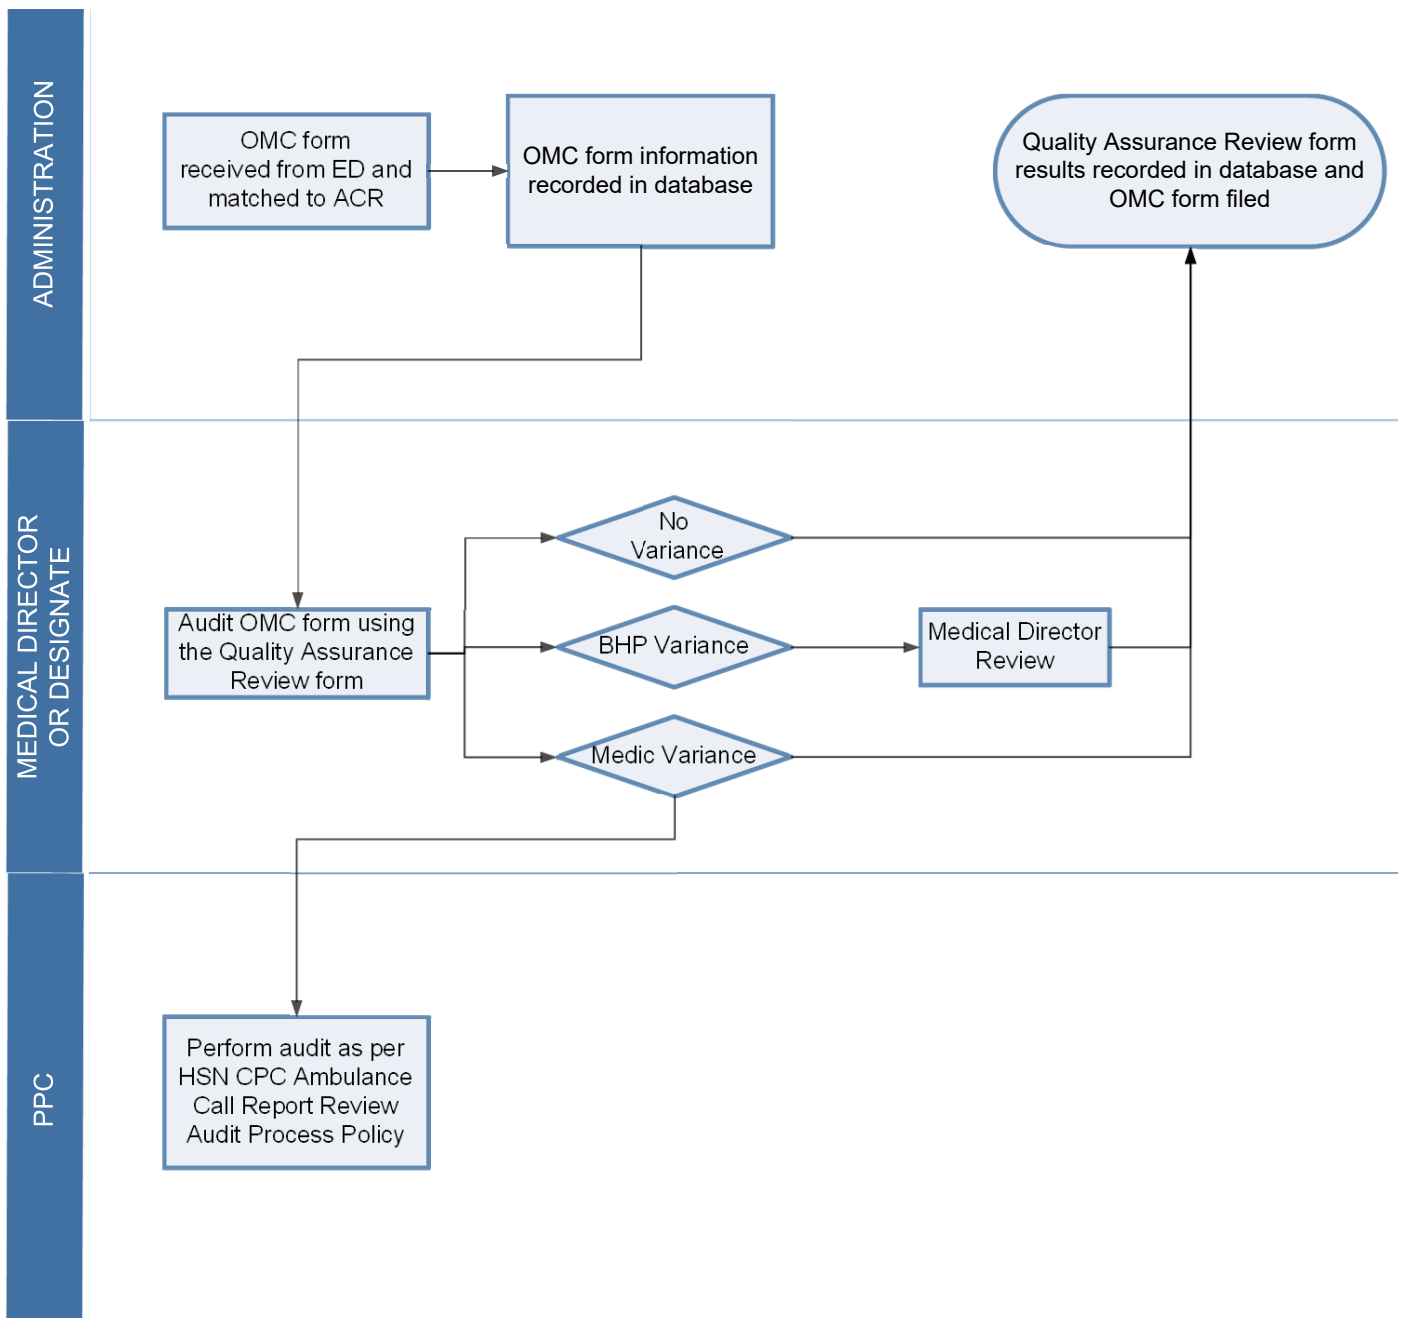 ADMINISTRATION
OMC form
received from ED and
matched to ACR
OMC form information
recorded in database
Quality Assurance Review form
results recorded in database and
OMC form filed
MEDICAL DIRECTOR
OR DESIGNATE
Audit OMC form using
the Quality Assurance
Review form
No
Variance
BHP Variance
Medic Variance
Medical Director
Review
PPC
Perform audit as per
HSN CPC Ambulance
Call Report Review
Audit Process Policy